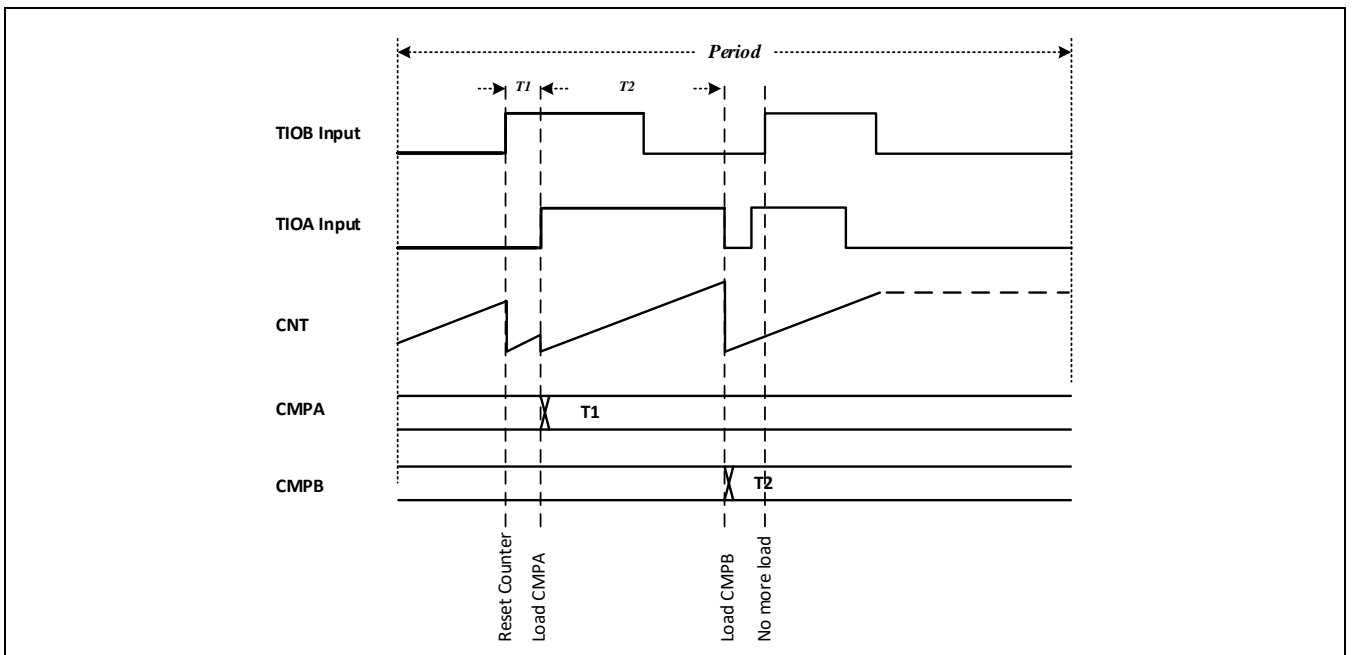 Period
T1 T2
TIOB Input
TIOA Input
CNT
CMPA T1
CMPB T2
Reset Counter
Load CMPA
Load CMPB
No more load